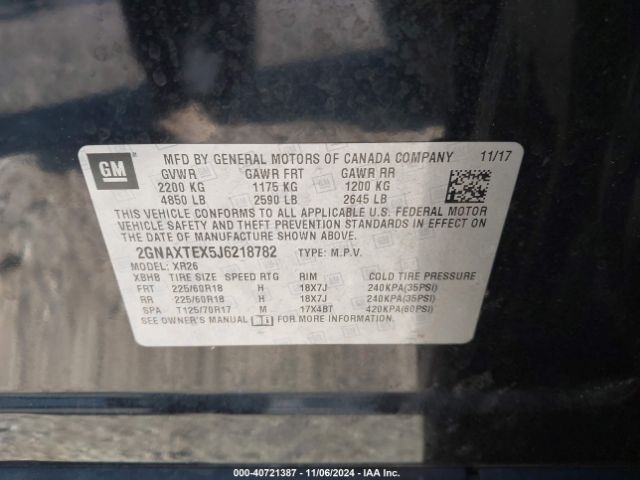 GM
MFD BY GENERAL MOTORS OF CANADA COMPANY 11/17
GVWR GAWR FRT GAWR RR
2200 KG 1175 KG 1200 KG
4850 LB 2590 LB 2645 LB
THIS VEHICLE CONFORMS TO ALL APPLICABLE U.S. FEDERAL MOTOR
VEHICLE SAFETY, BUMPER, AND THEFT PREVENTION STANDARDS IN EFFECT ON
THE DATE OF MANUFACTURE SHOWN ABOVE.
2GNAXTEX5J6218782 TYPE: M.P.V.
MODEL: XR26
XBHB TIRE SIZE SPEED RTG RIM COLD TIRE PRESSURE
FRT 225/60R18 H 18X7J 240KPA(35PSI)
RR 225/60R18 H 18X7J 240KPA(35PSI)
SPA T125/70R17 M 17X4BT 420KPA(60PSI)
SEE OWNER'S MANUAL FOR MORE INFORMATION.
000-40721387 - 11/06/2024 - IAA Inc.